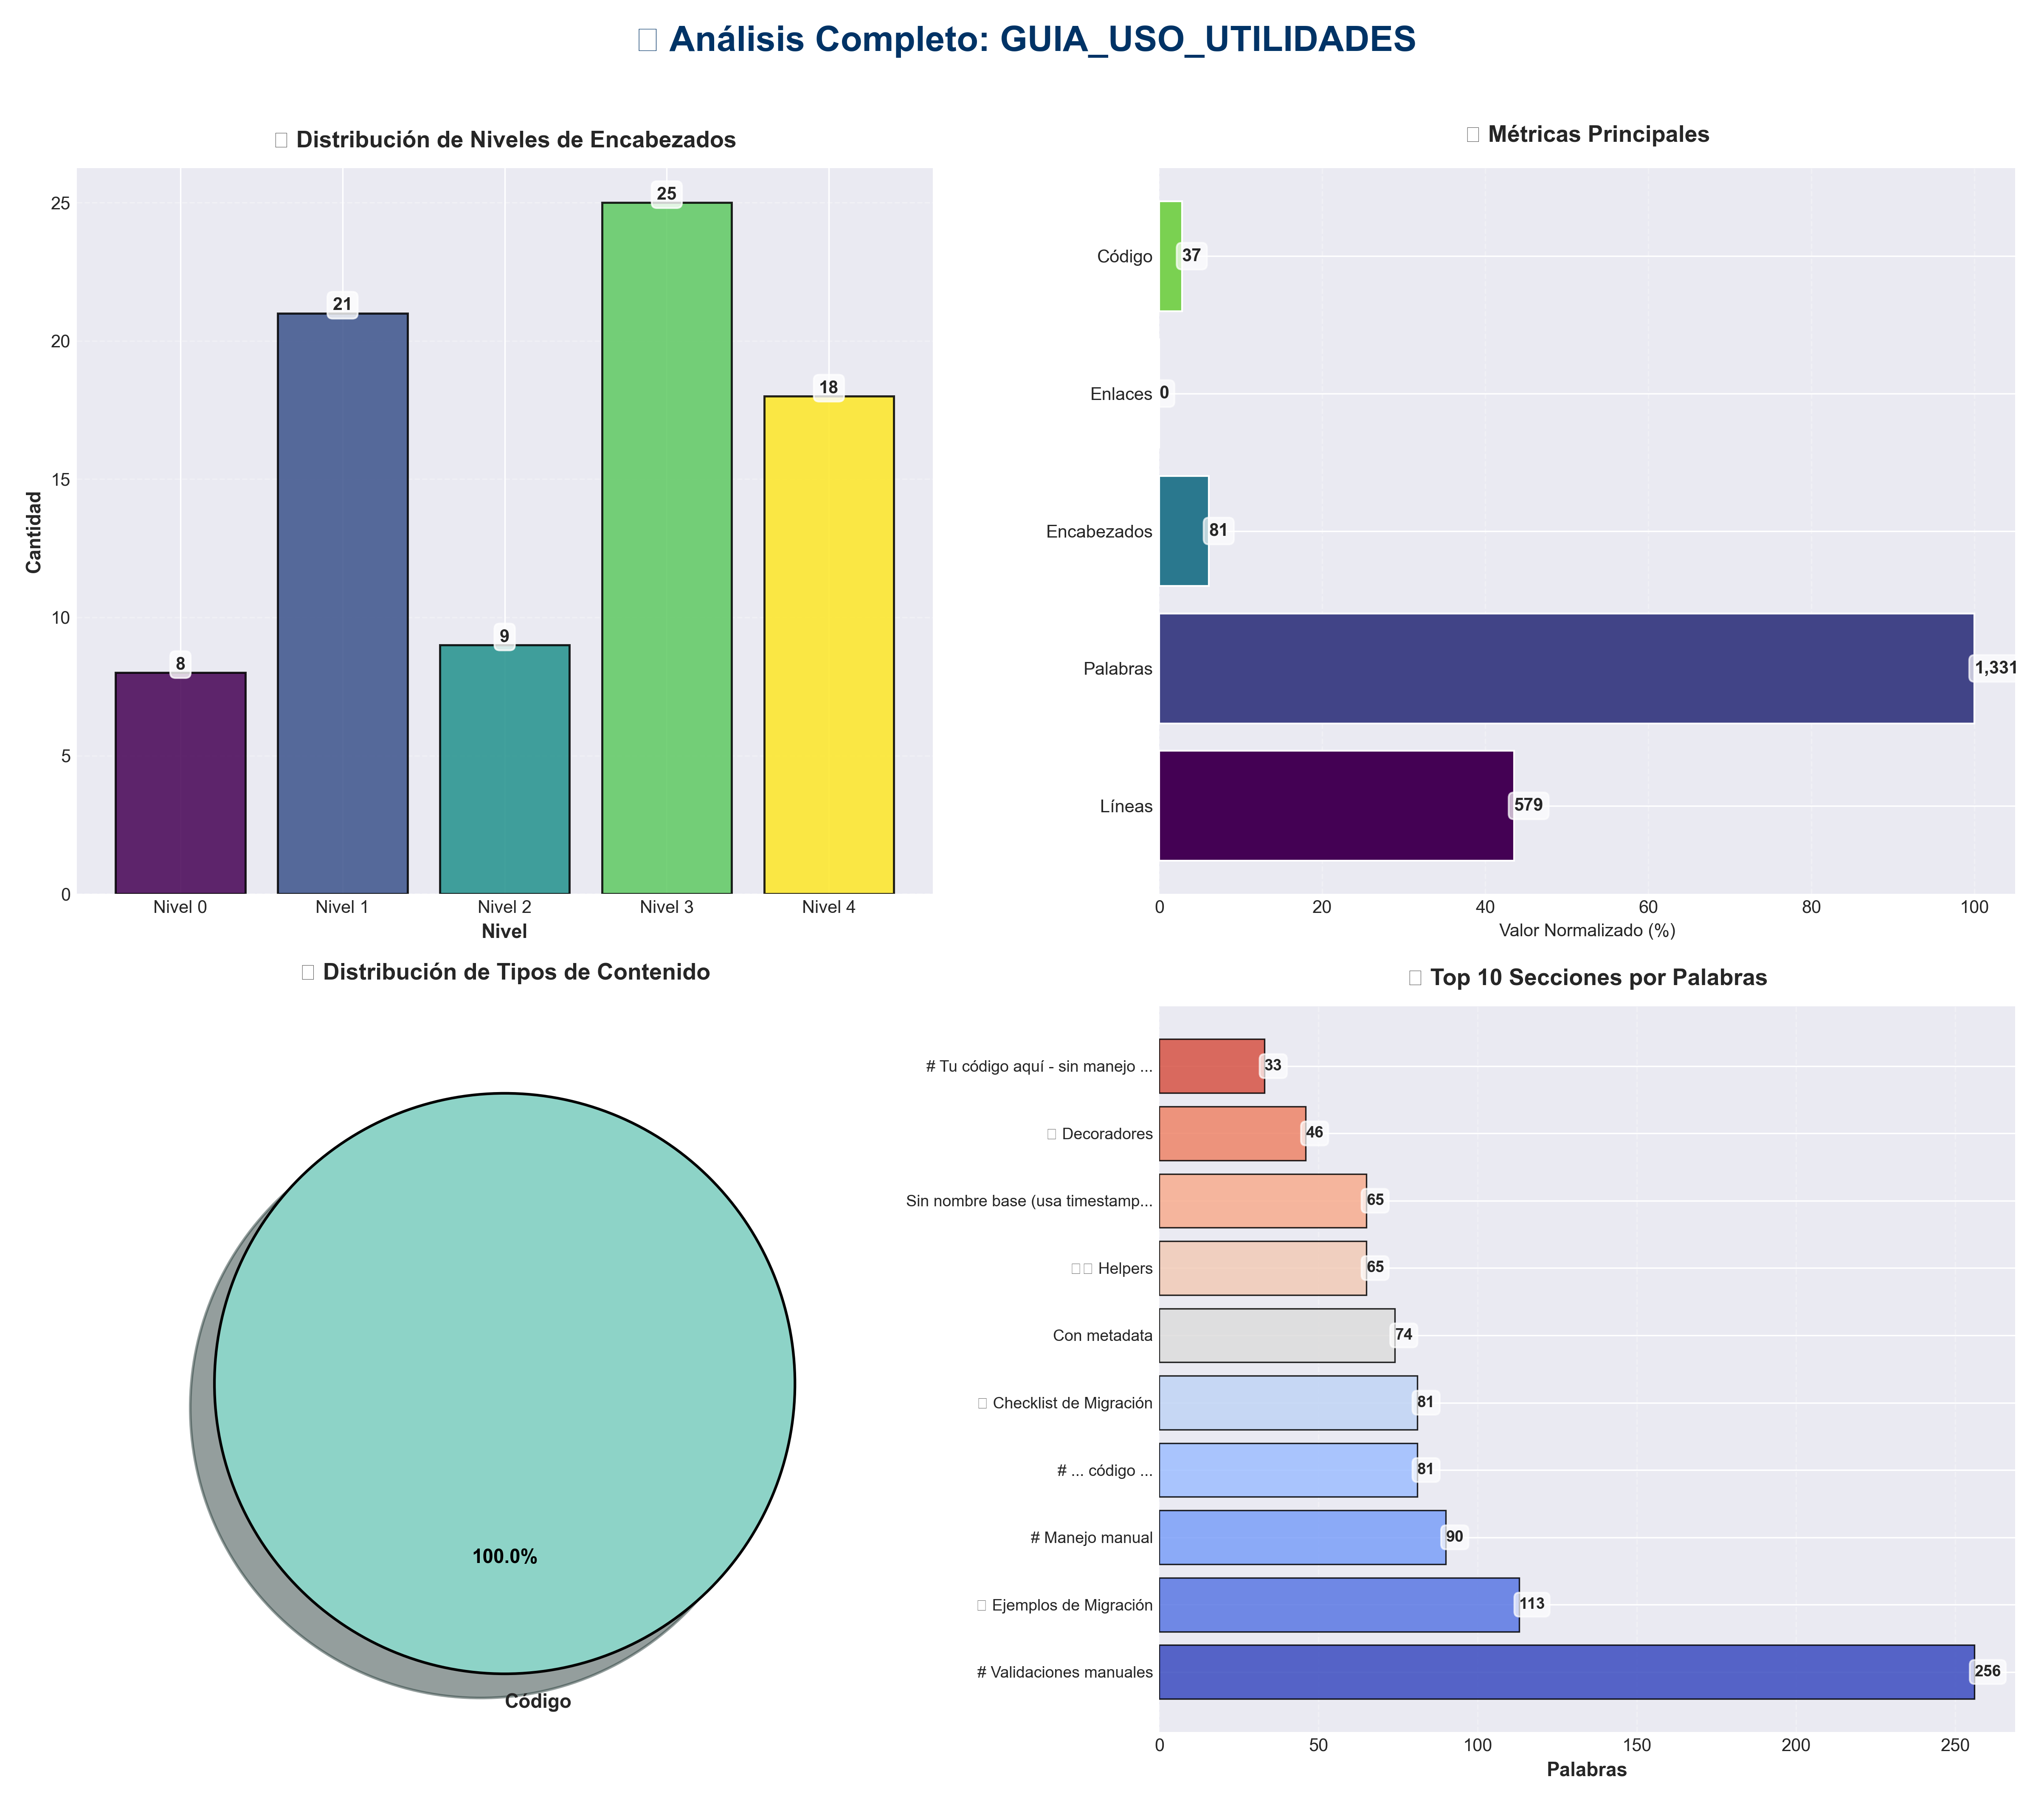 Análisis Completo: GUIA_USO_UTILIDADES
Distribución de Niveles de Encabezados
Cantidad
25
20
15
10
5
0
8
21
9
25
18
Nivel 0
Nivel 1
Nivel 2
Nivel 3
Nivel 4
Nivel
Métricas Principales
Código
37
Enlaces
0
Encabezados
81
Palabras
1,331
Líneas
579
0
20
40
60
80
100
Valor Normalizado (%)
Distribución de Tipos de Contenido
100.0%
Código
Top 10 Secciones por Palabras
# Tu código aquí - sin manejo ...
33
Decoradores
46
Sin nombre base (usa timestamp...
65
Helpers
65
Con metadata
74
Checklist de Migración
81
# ... código ...
81
# Manejo manual
90
Ejemplos de Migración
113
# Validaciones manuales
256
0
50
100
150
200
250
Palabras